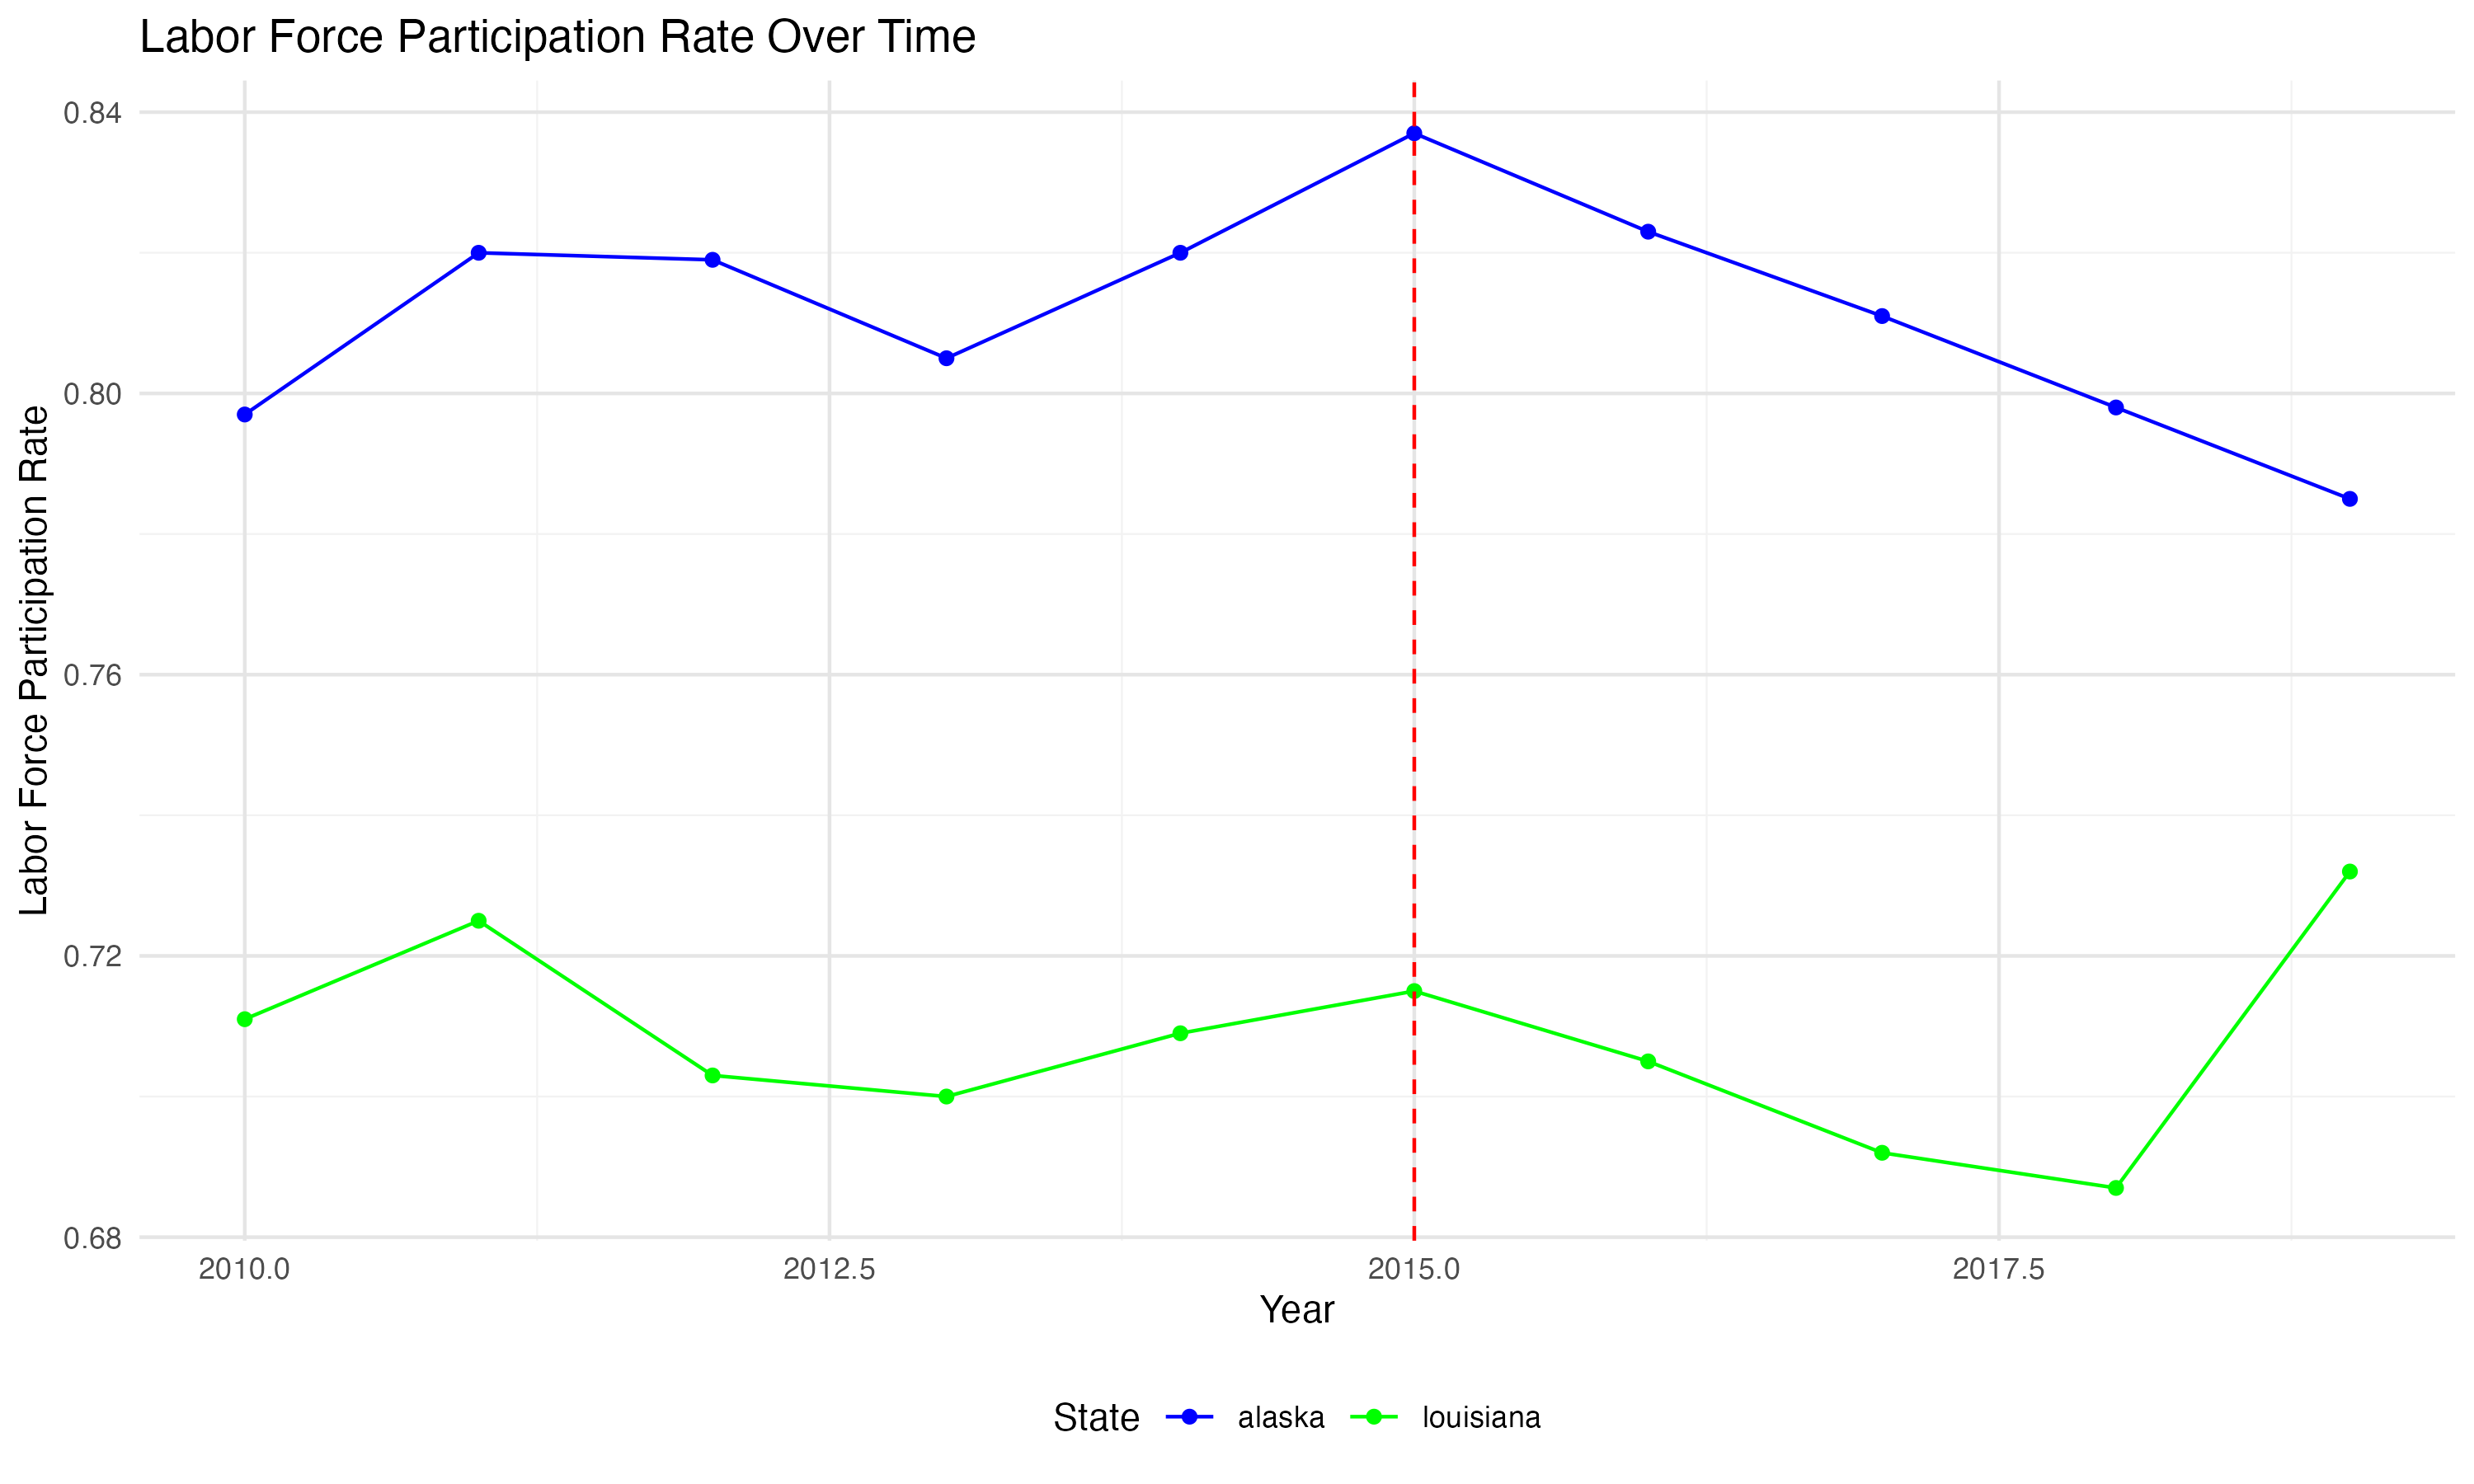 Labor Force Participation Rate Over Time
Labor Force Participation Rate
0.84
0.80
0.76
0.72
0.68
2010.0 2012.5 2015.0 2017.5
Year
State alaska louisiana